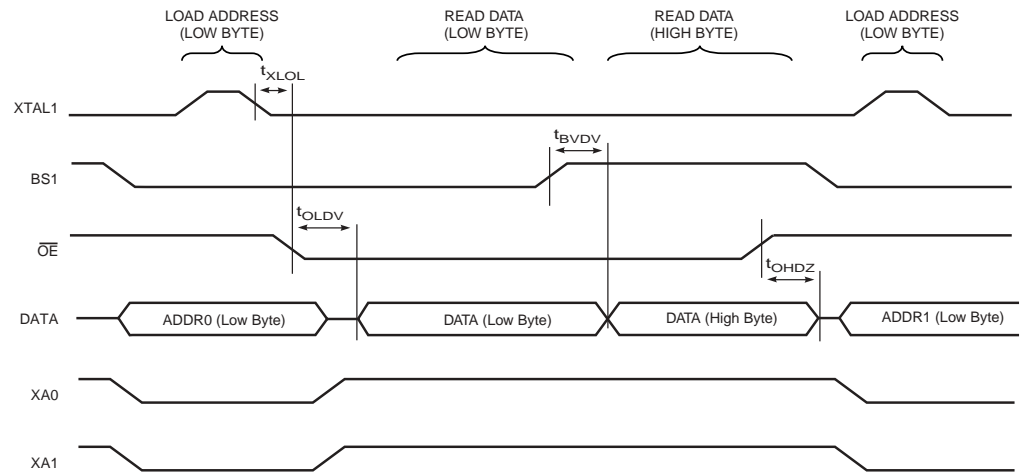 LOAD ADDRESS
(LOW BYTE)
READ DATA
(LOW BYTE)
READ DATA
(HIGH BYTE)
LOAD ADDRESS
(LOW BYTE)
tXLOL
XTAL1
tBVDV
BS1
tOLDV
OE
tOHDZ
DATA
ADDR0 (Low Byte)
DATA (Low Byte)
DATA (High Byte)
ADDR1 (Low Byte)
XA0
XA1